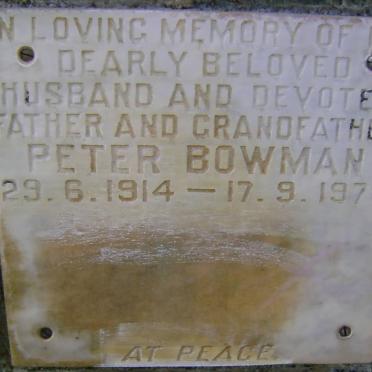 N LOVING MEMORY OF
DEARLY BELOVED
HUSBAND AND DEVOTE
FATHER AND GRANDFATHE
PETER BOWMAN
29.6.1914 — 17.9.197
AT PEACE